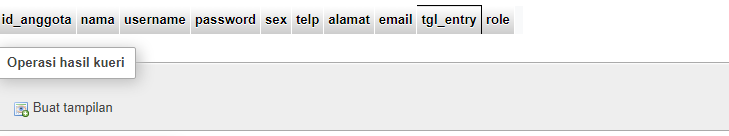 id_anggota nama username password sex telp alamat email tgl_entry role
Operasi hasil kueri
Buat tampilan